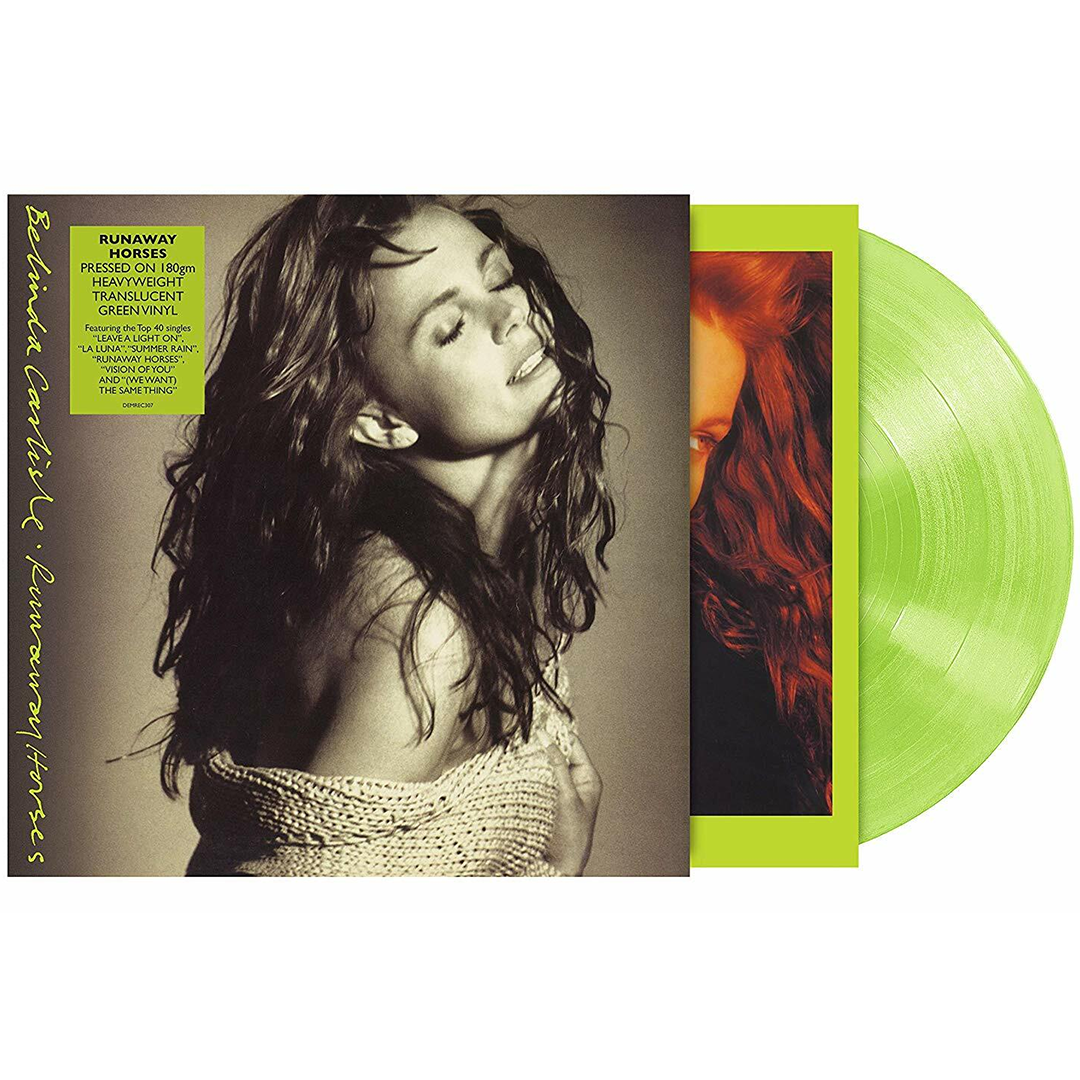 Belinda Carlisle · Runaway Horses
RUNAWAY
HORSES
PRESSED ON 180gm
HEAVYWEIGHT
TRANSLUCENT
GREEN VINYL
Featuring the Top 40 singles
"LEAVE A LIGHT ON",
"LA LUNA", "SUMMER RAIN",
"RUNAWAY HORSES",
"VISION OF YOU"
AND "(WE WANT)
THE SAME THING"
DEMREC307